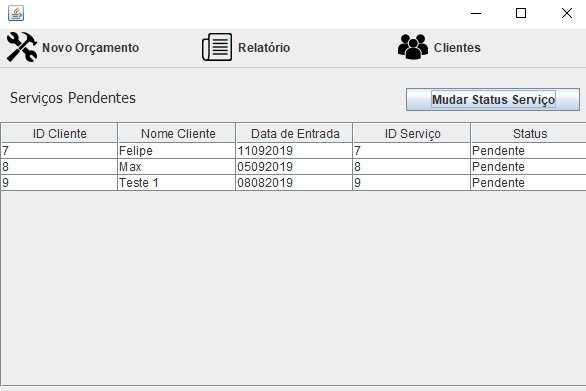 Novo Orçamento Relatório Clientes
Serviços Pendentes Mudar Status Serviço
ID Cliente Nome Cliente Data de Entrada ID Serviço Status
7 Felipe 11092019 7 Pendente
8 Max 05092019 8 Pendente
9 Teste 1 08082019 9 Pendente